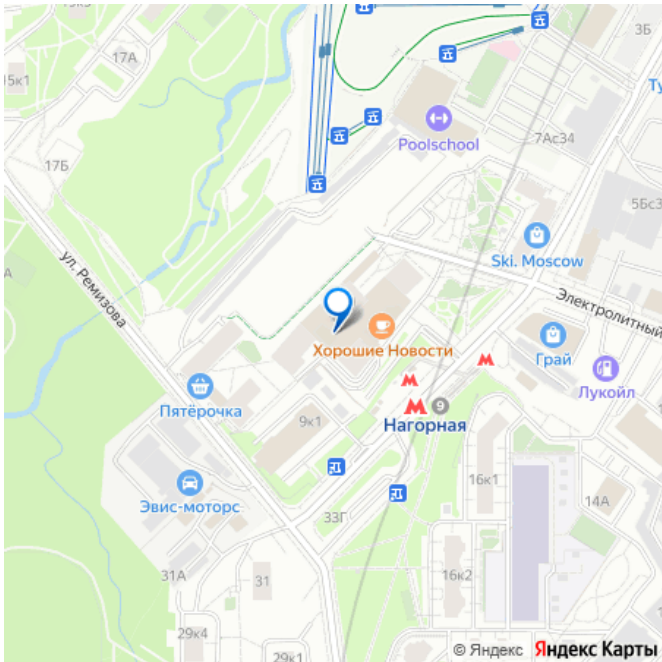 17А
3Б
15к1
Ту
Poolschool
7Ас34
17Б
5Бс3
Ski. Moscow
ул. Ремизова
Электролитный
Хорошие Новости
Грай
Лукойл
Пятёрочка
9
Нагорная
9к1
16к1
Эвис-моторс
14А
33Г
31А
31
16к2
29к4
29к1
© Яндекс Яндекс Карты